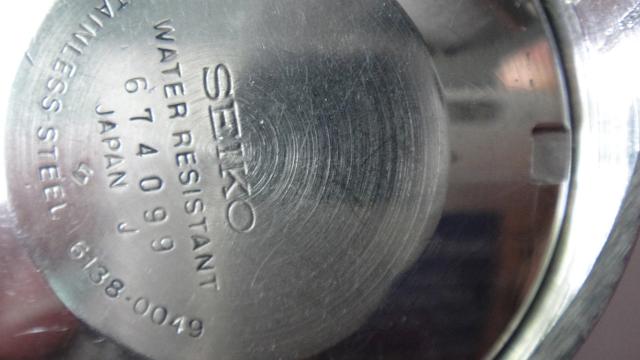 SEIKO
WATER RESISTANT
674099
JAPAN J
STAINLESS STEEL 6138-0049